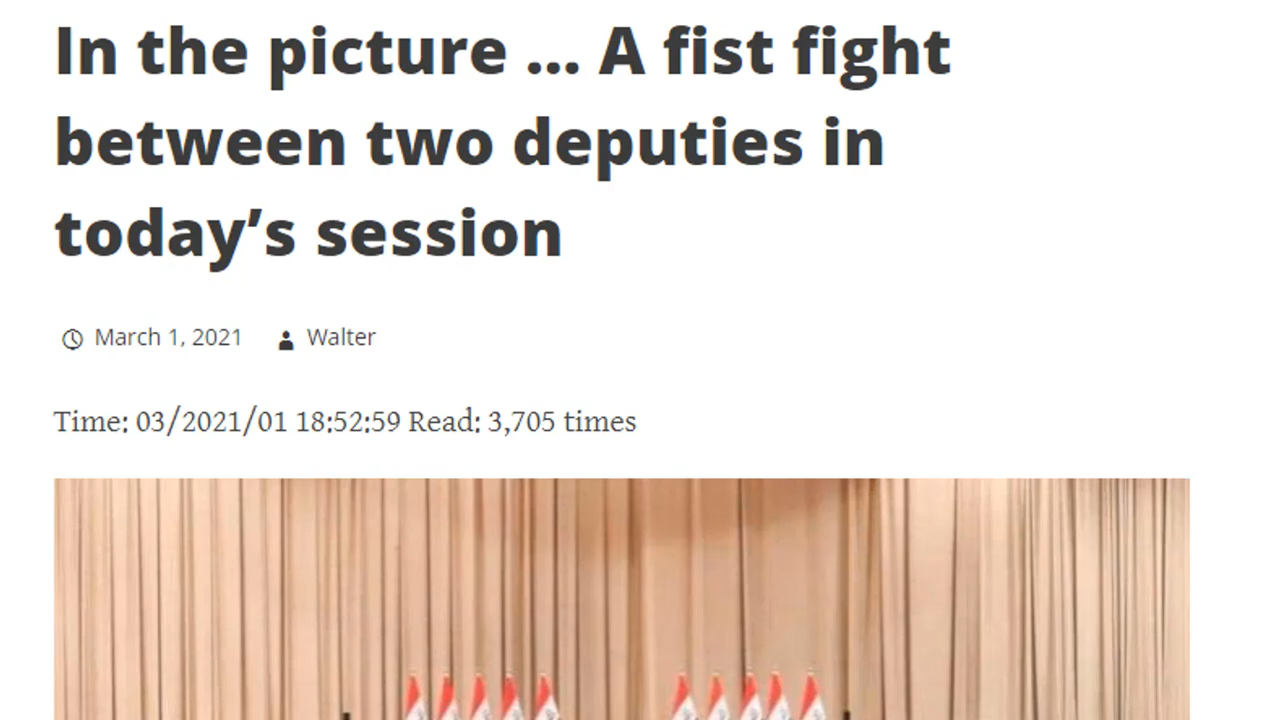 In the picture ... A fist fight
between two deputies in
today’s session
March 1, 2021 Walter
Time: 03/2021/01 18:52:59 Read: 3,705 times